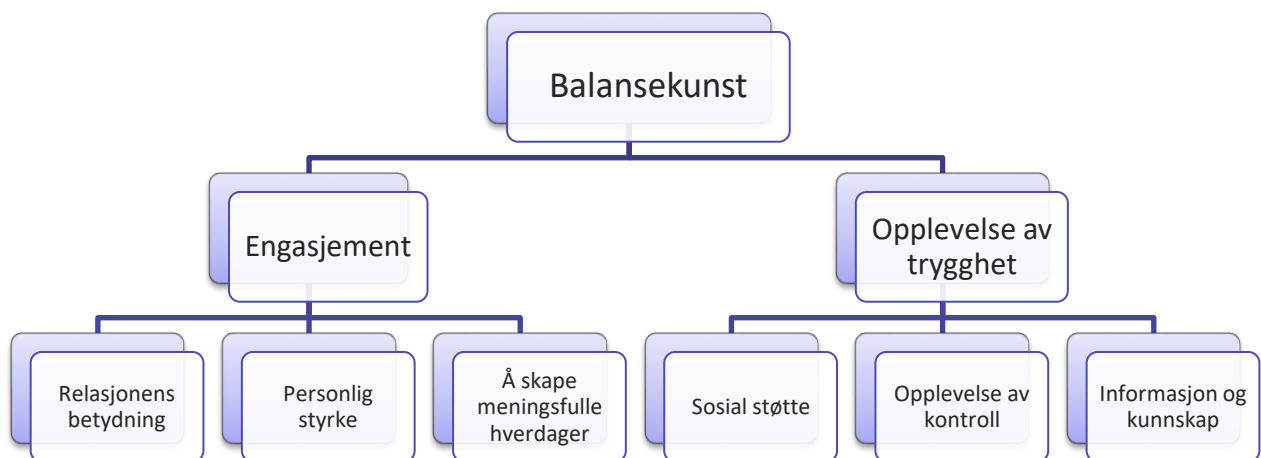 Balansekunst
Engasjement
Opplevelse av
trygghet
Relasjonens
betydning
Personlig
styrke
Å skape
meningsfulle
hverdager
Sosial støtte
Opplevelse av
kontroll
Informasjon og
kunnskap